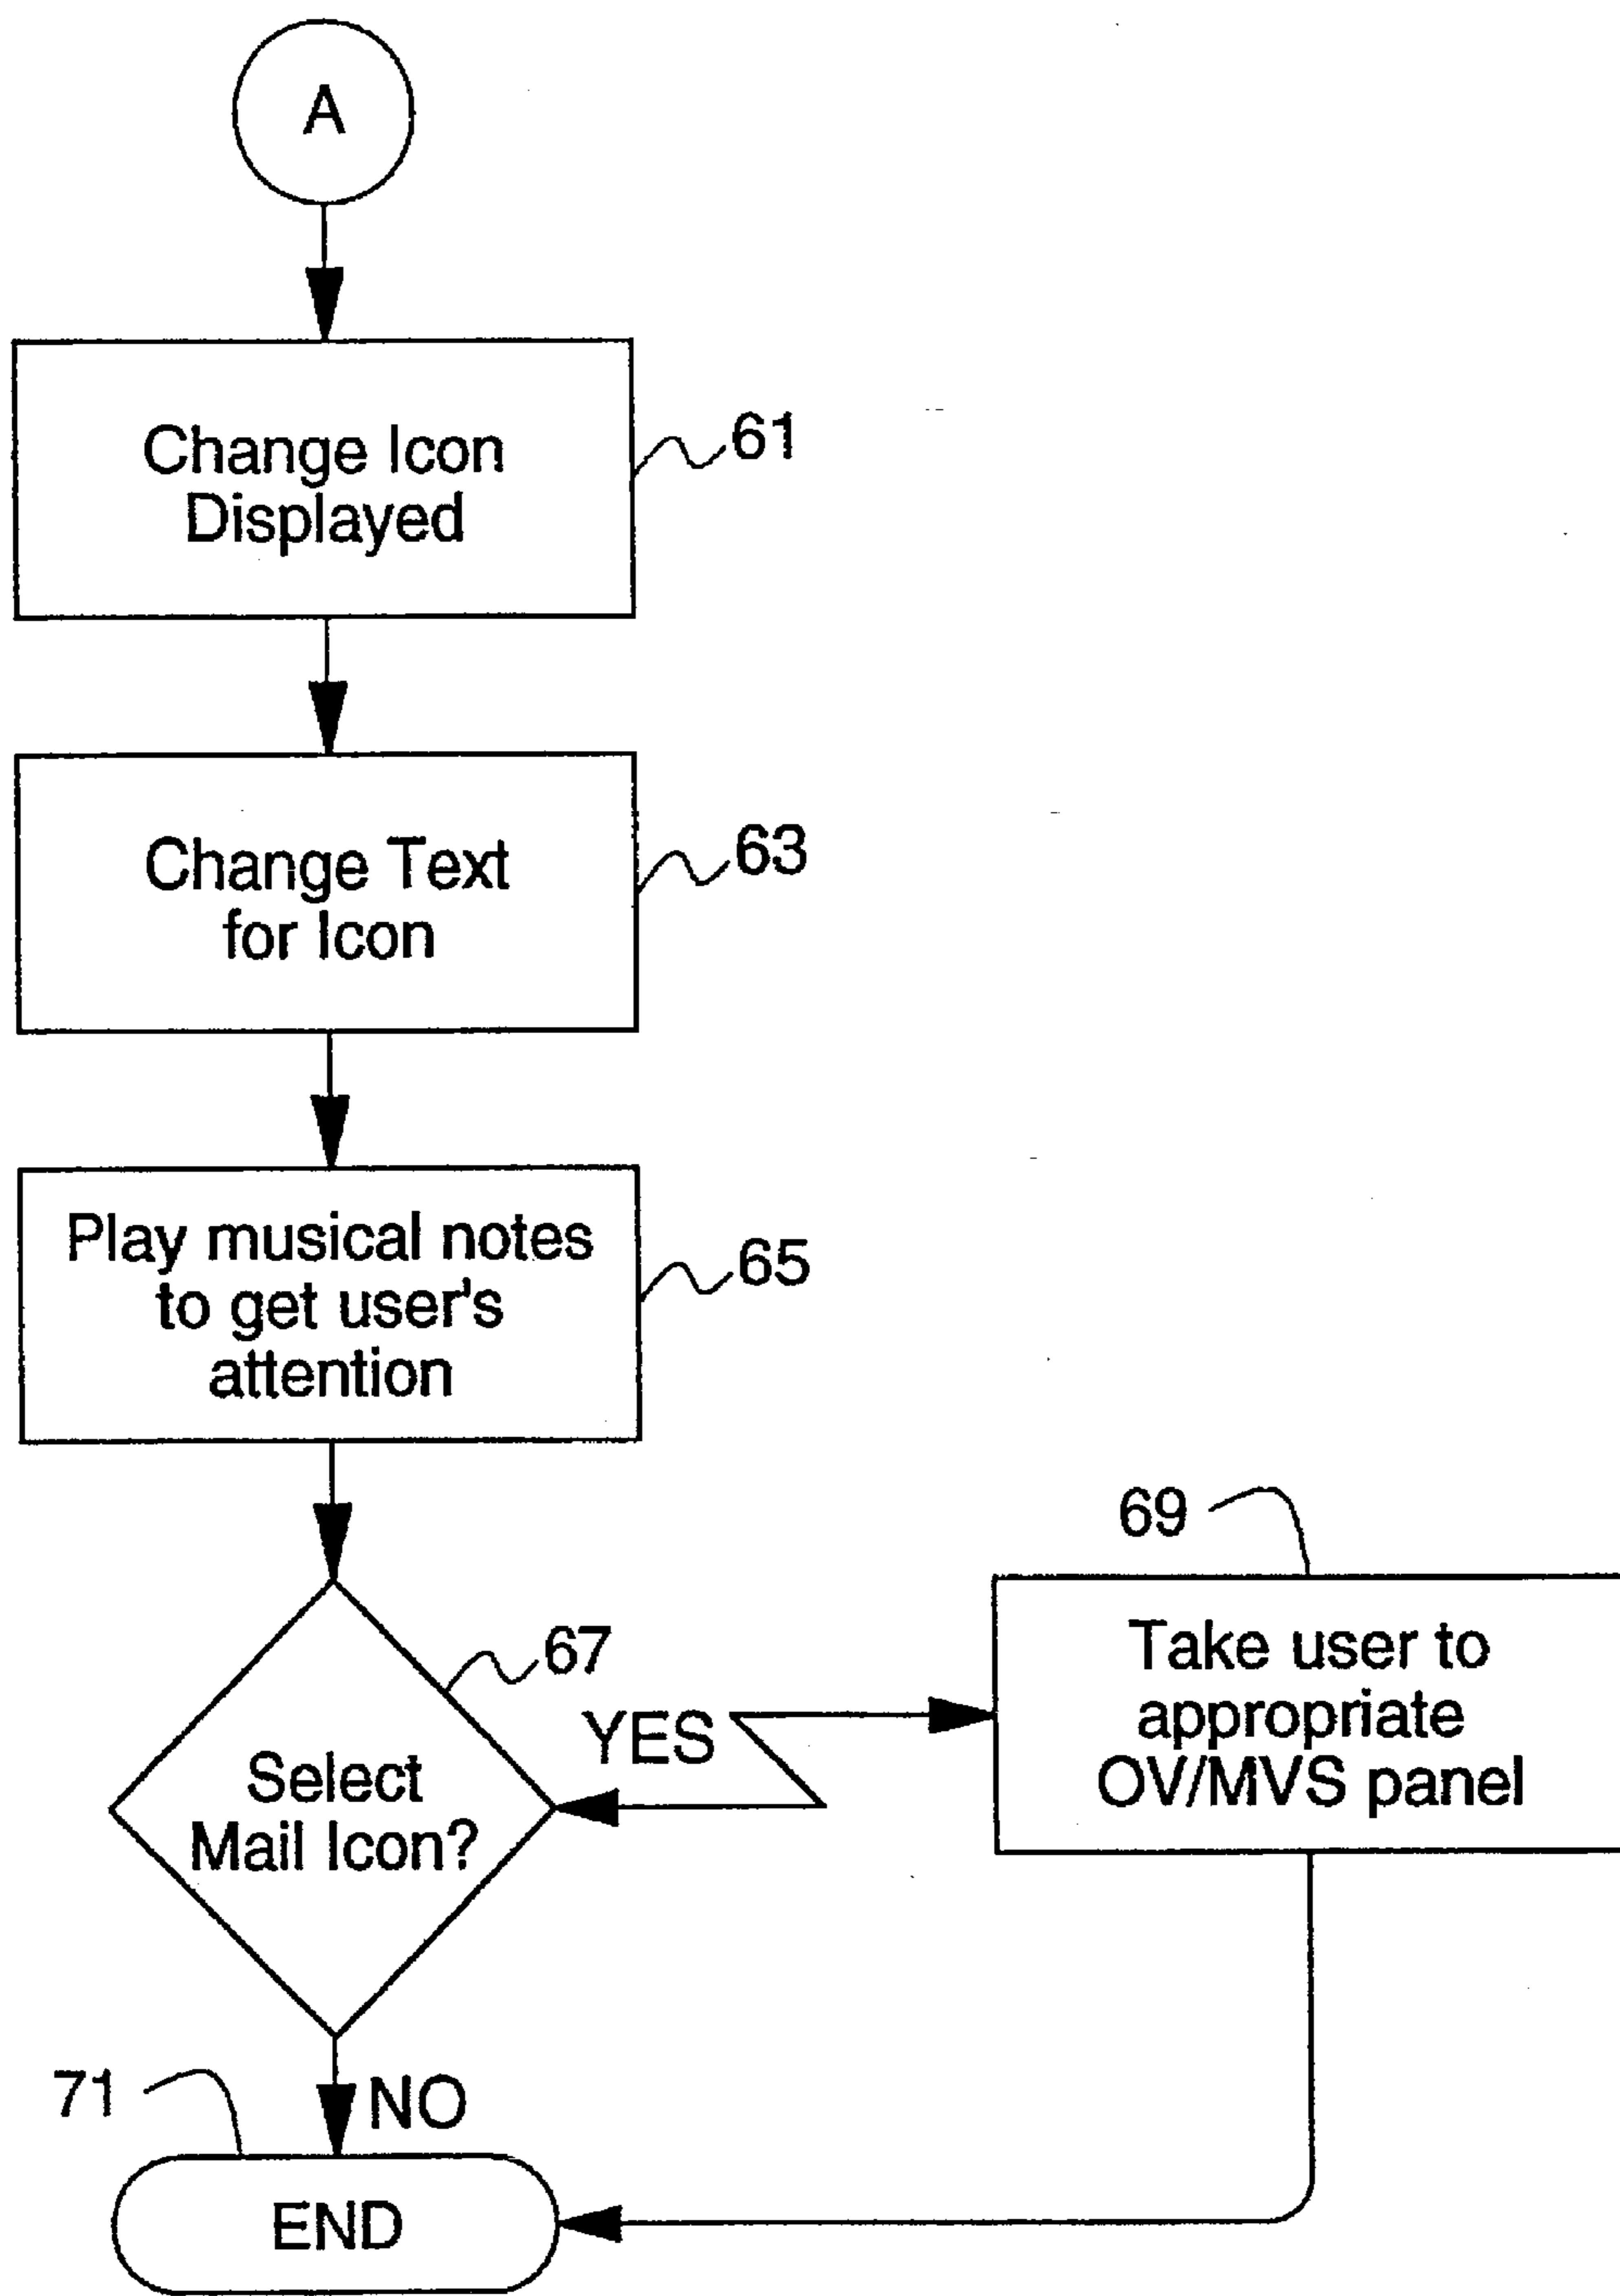 A
Change Icon
Displayed
61
Change Text
for Icon
63
Play musical notes
to get user's
attention
65
Select
Mail Icon?
67
YES
69
Take user to
appropriate
OV/MVS panel
NO
71
END